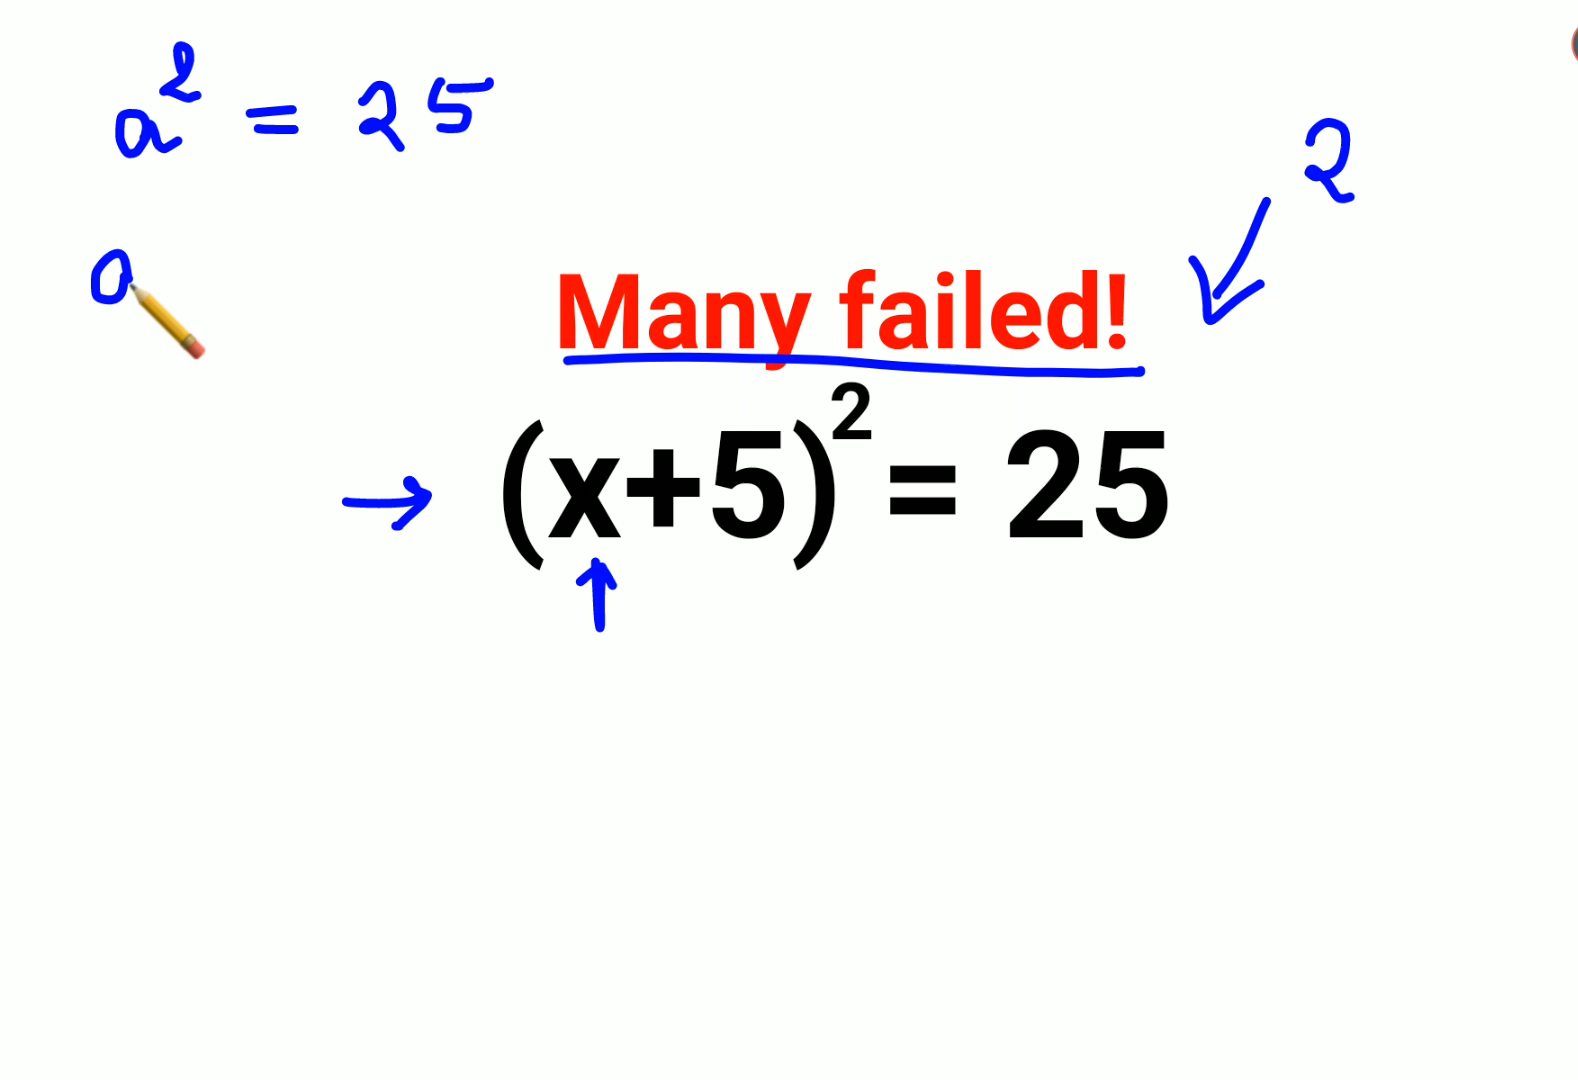 a² = 25
2
a
Many failed!
(x+5)² = 25